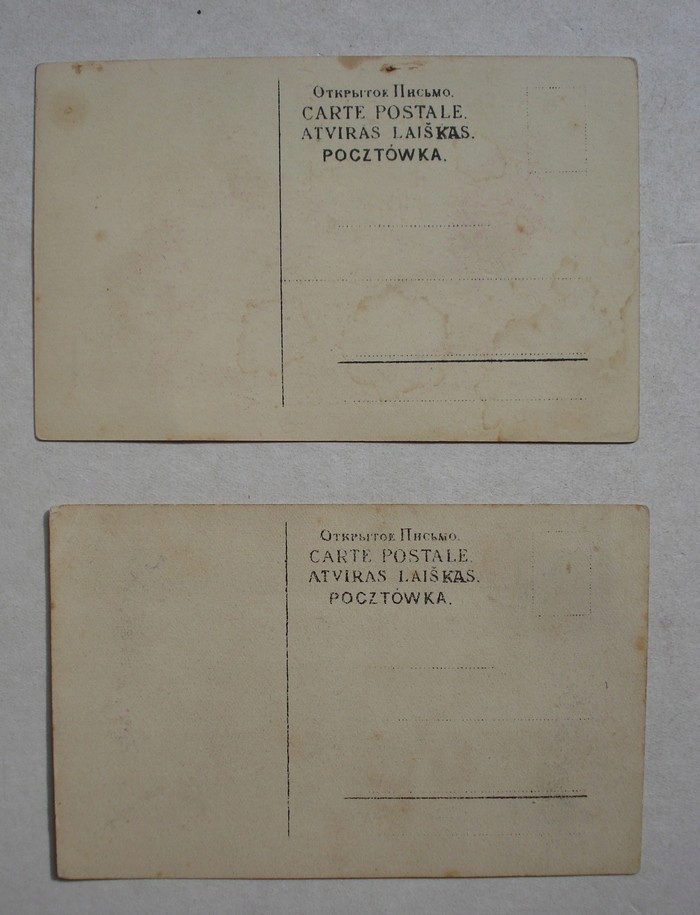 Открытое Письмо.
CARTE POSTALE.
ATVIRAS LAIŠKAS.
POCZTÓWKA.
Открытое Письмо.
CARTE POSTALE.
ATVIRAS LAIŠKAS.
POCZTÓWKA.